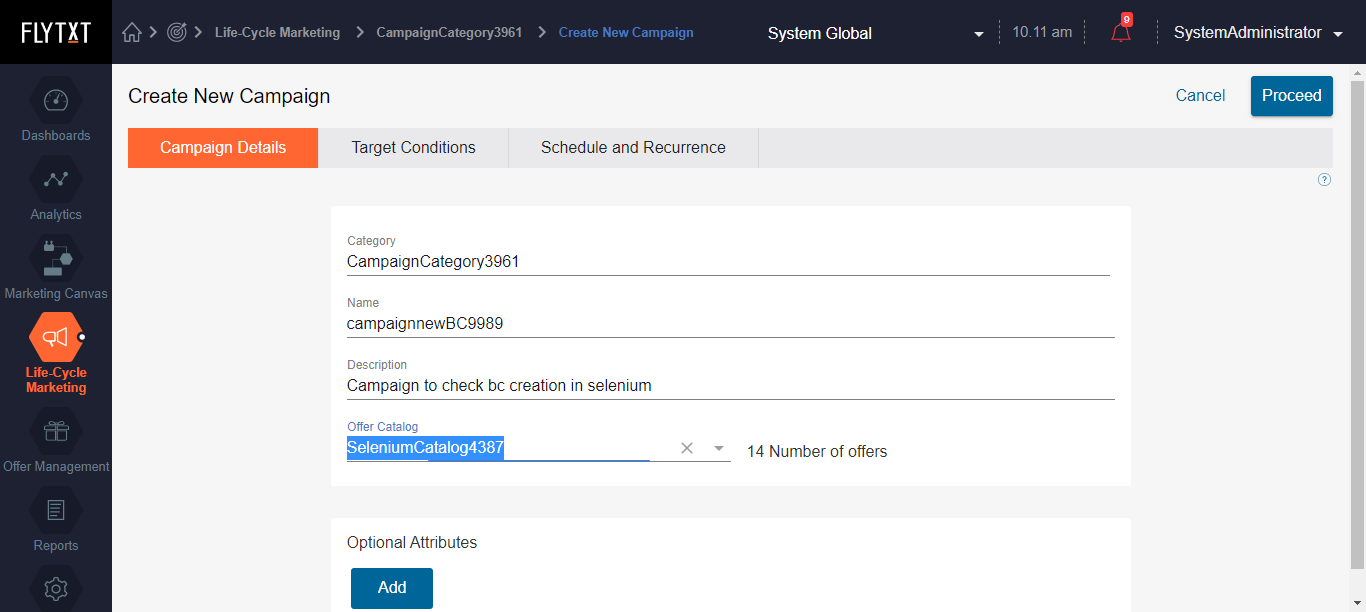 FLYTXT
Life-Cycle Marketing
CampaignCategory3961
Create New Campaign
System Global
10.11 am
9
SystemAdministrator
Dashboards
Analytics
Marketing Canvas
Life-Cycle
Marketing
Offer Management
Reports
Create New Campaign
Cancel
Proceed
Campaign Details
Target Conditions
Schedule and Recurrence
?
Category
CampaignCategory3961
Name
campaignnewBC9989
Description
Campaign to check bc creation in selenium
Offer Catalog
SeleniumCatalog4387
14 Number of offers
Optional Attributes
Add